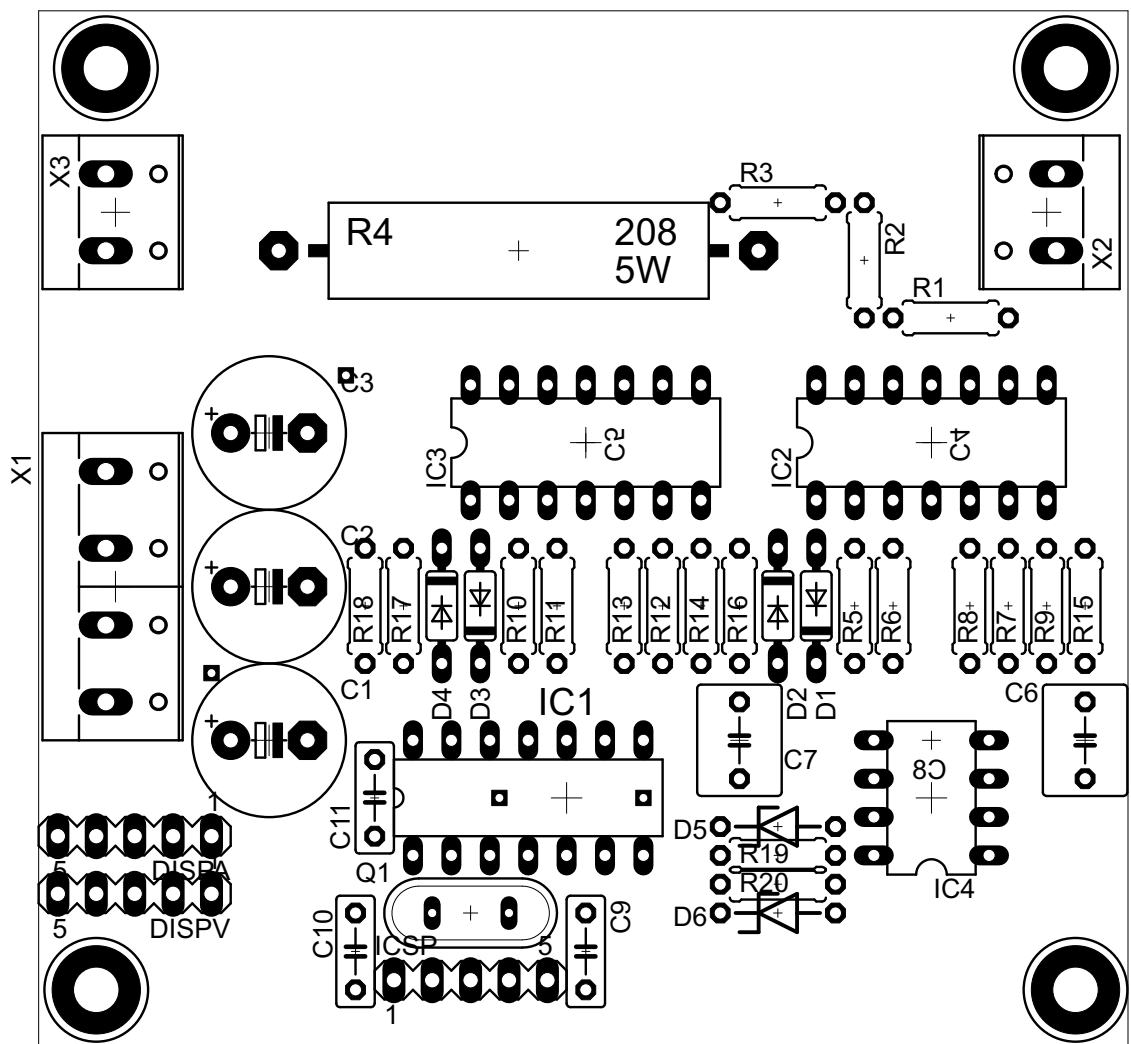 X3
R3
R4
208
5W
R2
X2
R1
C3
IC3
C5
IC2
C4
X1
+
C2
+
R18
R17
R10
R11
R13
R12
R14
R16
R5
R6
R8
R7
R9
R15
C1
D4
D3
D2
D1
C6
IC1
+
C7
C8
C11
1
D5
5
DISPA
R19
Q1
R20
IC4
5
DISPV
D6
C10
C9
ICSP
5
1